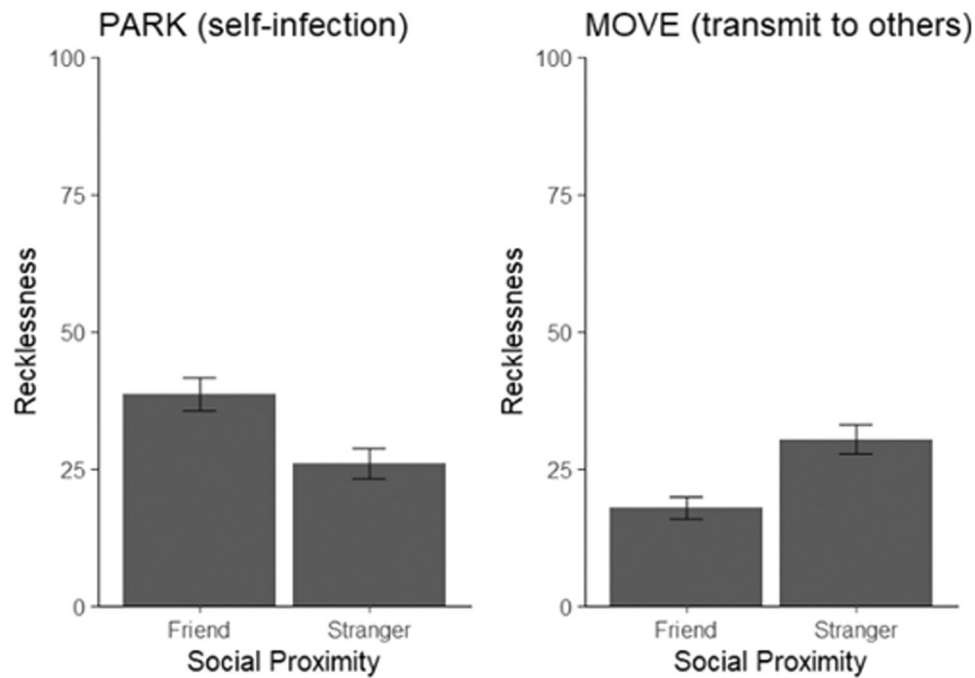 PARK (self-infection)
100
75
50
25
0
Recklessness
Friend
Stranger
Social Proximity
MOVE (transmit to others)
100
75
50
25
0
Recklessness
Friend
Stranger
Social Proximity